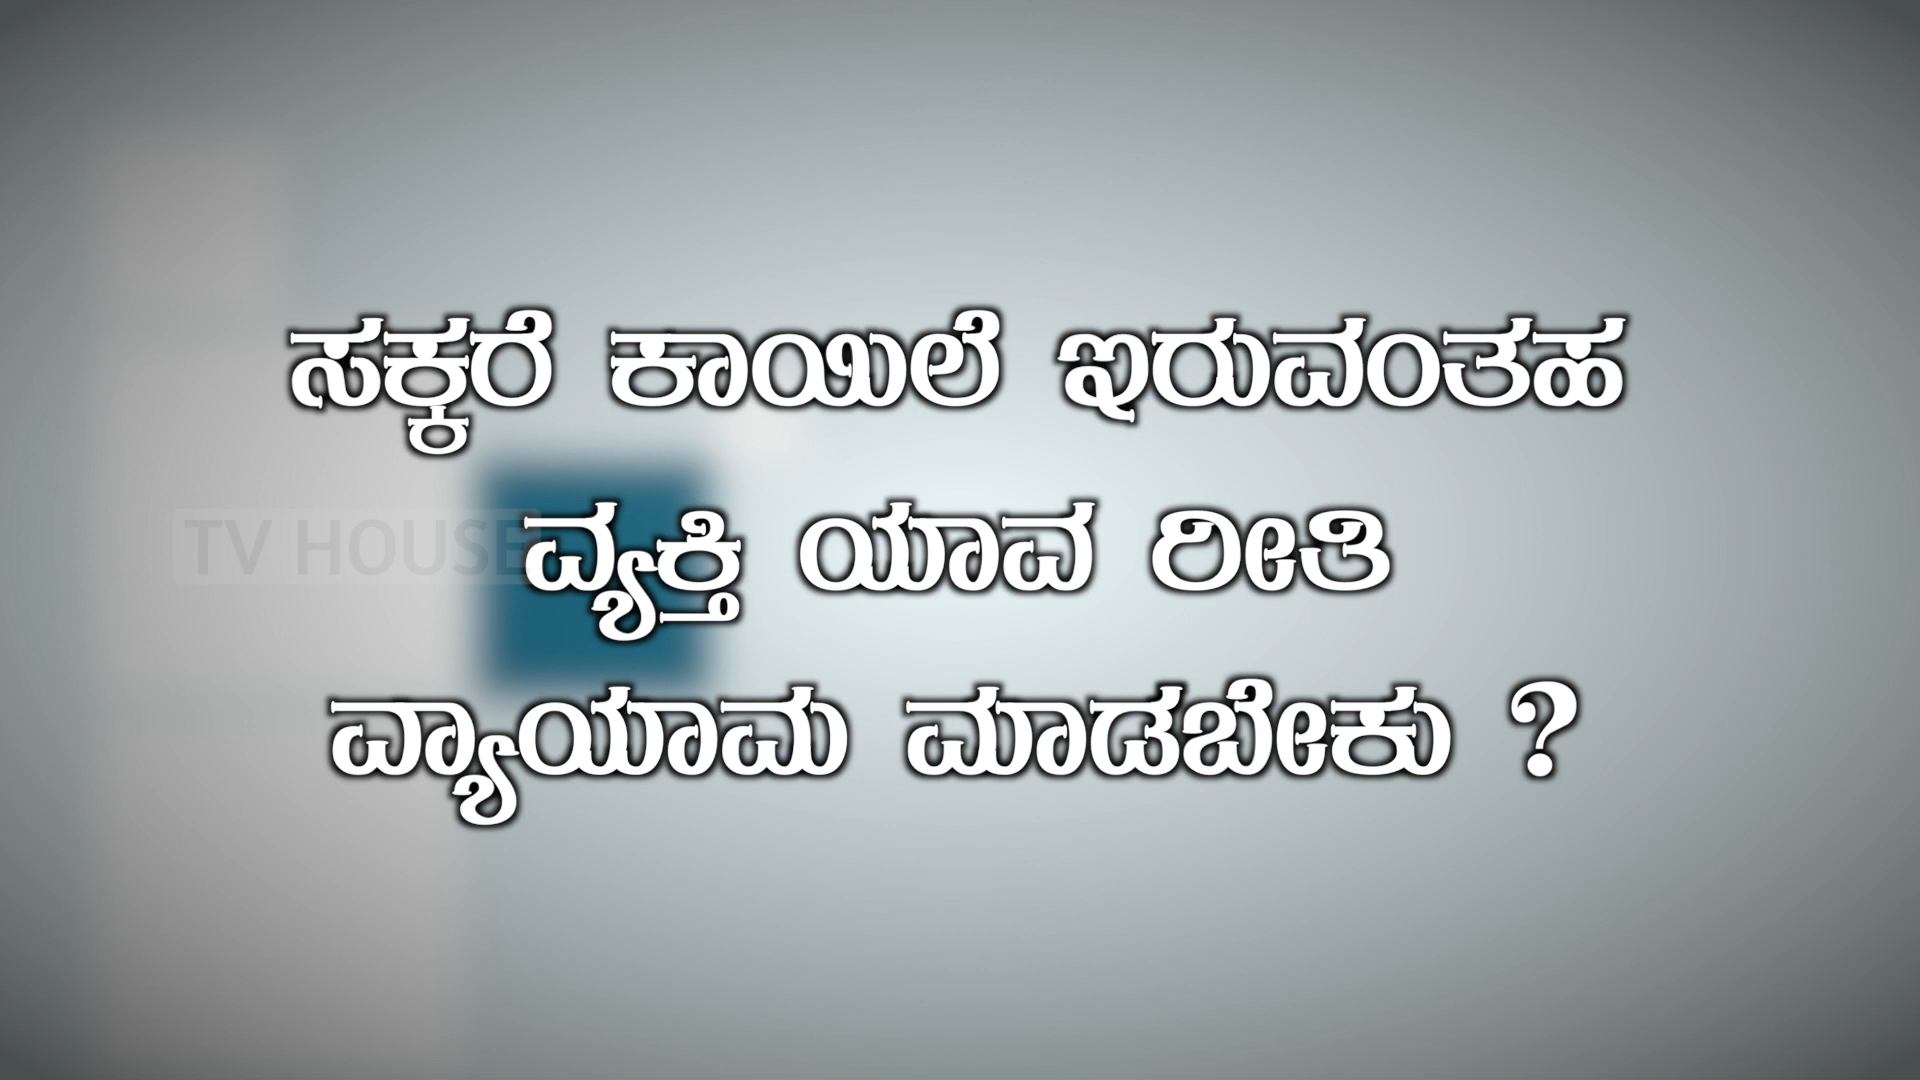 ಸಕ್ಕರೆ ಕಾಯಿಲೆ ಇರುವಂತಹ
TV HOUSE
ವ್ಯಕ್ತಿ ಯಾವ ರೀತಿ
ವ್ಯಾಯಾಮ ಮಾಡಬೇಕು ?